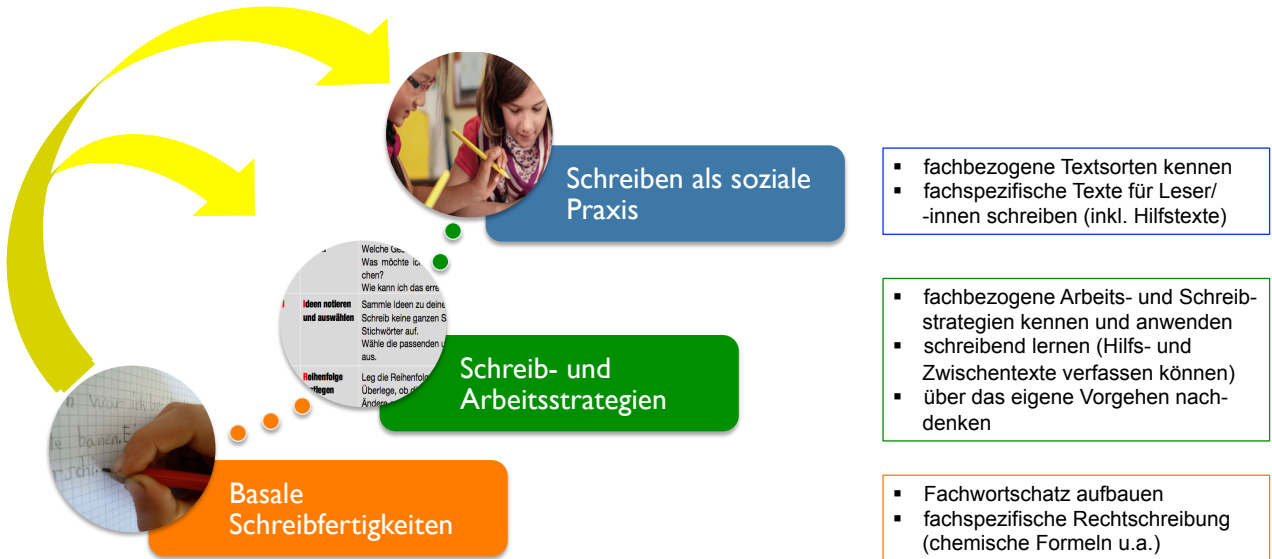 Schreiben als soziale
Praxis
▪ fachbezogene Textsorten kennen
▪ fachspezifische Texte für Leser/
-innen schreiben (inkl. Hilfstexte)
Was möchte
chen?
Wie kann ich das
Ideen notieren
und auswählen
Sammle Ideen zu
Schreib keine ganzen
Stichwörter auf.
Wähle die passenden
aus.
Reihenfolge
Leg die
Überlege, ob
Schreib- und
Arbeitsstrategien
▪ fachbezogene Arbeits- und Schreib-
strategien kennen und anwenden
▪ schreibend lernen (Hilfs- und
Zwischentexte verfassen können)
▪ über das eigene Vorgehen nach-
denken
war ich
Basale
Schreibfertigkeiten
▪ Fachwortschatz aufbauen
▪ fachspezifische Rechtschreibung
(chemische Formeln u.a.)